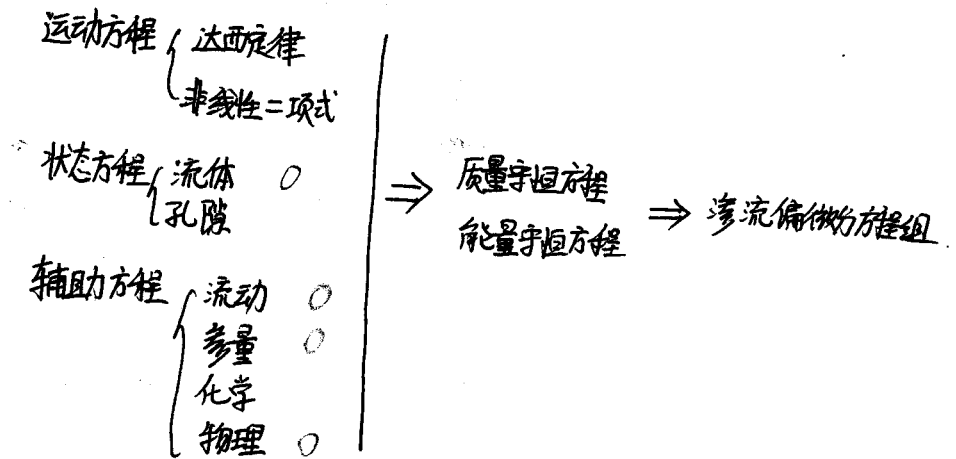 运动方程 { 达西定律
非线性二项式
状态方程 { 流体 ○
孔隙
⇒ 质量守恒方程
能量守恒方程
⇒ 渗流偏微分方程组
辅助方程 { 流动 ○
参量 ○
化学
物理 ○